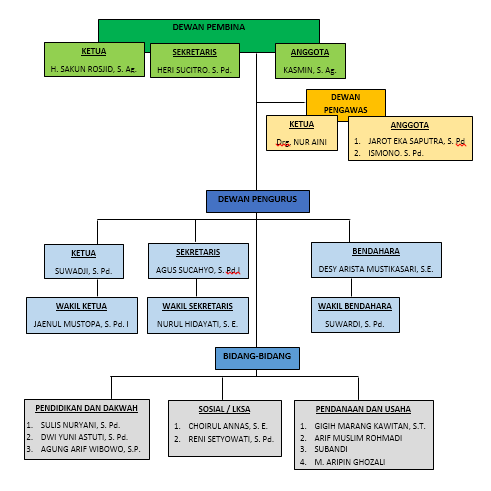 DEWAN PEMBINA
KETUA
H. SAKUN ROSJID, S. Ag.
SEKRETARIS
HERI SUCITRO. S. Pd.
ANGGOTA
KASMIN, S. Ag.
DEWAN
PENGAWAS
KETUA
Drg. NUR AINI
ANGGOTA
1. JAROT EKA SAPUTRA, S. Pd.
2. ISMONO. S. Pd.
DEWAN PENGURUS
KETUA
SUWADJI, S. Pd.
SEKRETARIS
AGUS SUCAHYO, S. Pd.I
BENDAHARA
DESY ARISTA MUSTIKASARI, S.E.
WAKIL KETUA
JAENUL MUSTOPA, S. Pd. I
WAKIL SEKRETARIS
NURUL HIDAYATI, S. E.
WAKIL BENDAHARA
SUWARDI, S. Pd.
BIDANG-BIDANG
PENDIDIKAN DAN DAKWAH
1. SULIS NURYANI, S. Pd.
2. DWI YUNI ASTUTI, S. Pd.
3. AGUNG ARIF WIBOWO, S.P.
SOSIAL / LKSA
1. CHOIRUL ANNAS, S. E.
2. RENI SETYOWATI, S. Pd.
PENDANAAN DAN USAHA
1. GIGIH MARANG KAWITAN, S.T.
2. ARIF MUSLIM ROHMADI
3. SUBANDI
4. M. ARIPIN GHOZALI